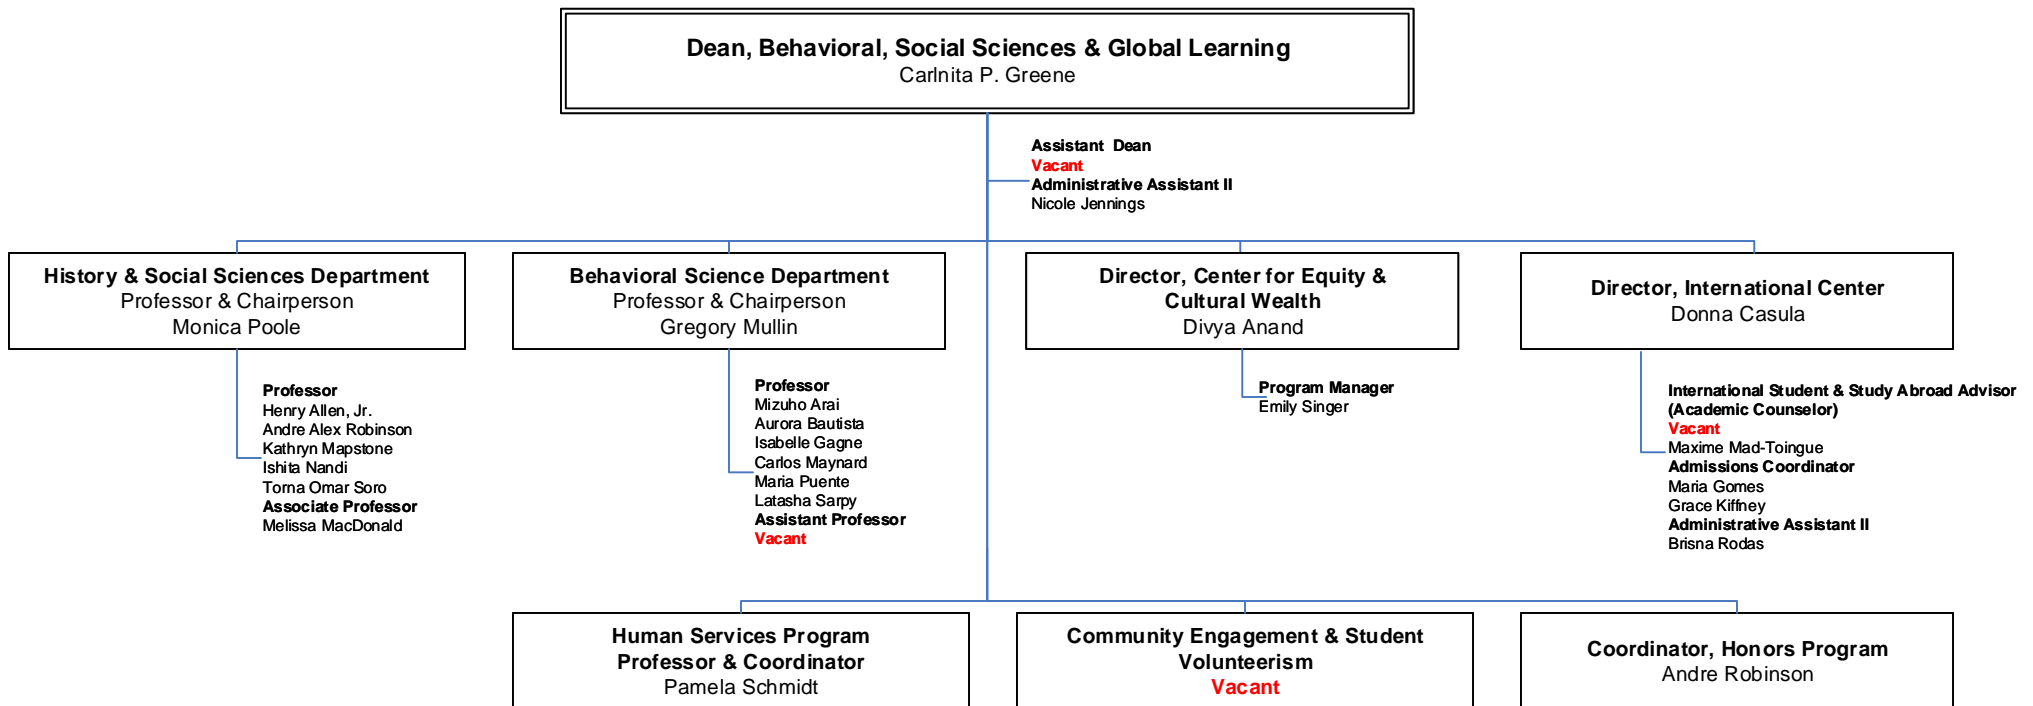 Dean, Behavioral, Social Sciences & Global Learning
Carlnita P. Greene
Assistant Dean
Vacant
Administrative Assistant II
Nicole Jennings
History & Social Sciences Department
Professor & Chairperson
Monica Poole
Behavioral Science Department
Professor & Chairperson
Gregory Mullin
Director, Center for Equity &
Cultural Wealth
Divya Anand
Director, International Center
Donna Casula
Professor
Henry Allen, Jr.
Andre Alex Robinson
Kathryn Mapstone
Ishita Nandi
Torna Omar Soro
Associate Professor
Melissa MacDonald
Professor
Mizuho Arai
Aurora Bautista
Isabelle Gagne
Carlos Maynard
Maria Puente
Latasha Sarpy
Assistant Professor
Vacant
Program Manager
Emily Singer
International Student & Study Abroad Advisor
(Academic Counselor)
Vacant
Maxime Mad-Toingue
Admissions Coordinator
Maria Gomes
Grace Kiffney
Administrative Assistant II
Brisna Rodas
Human Services Program
Professor & Coordinator
Pamela Schmidt
Community Engagement & Student
Volunteerism
Vacant
Coordinator, Honors Program
Andre Robinson